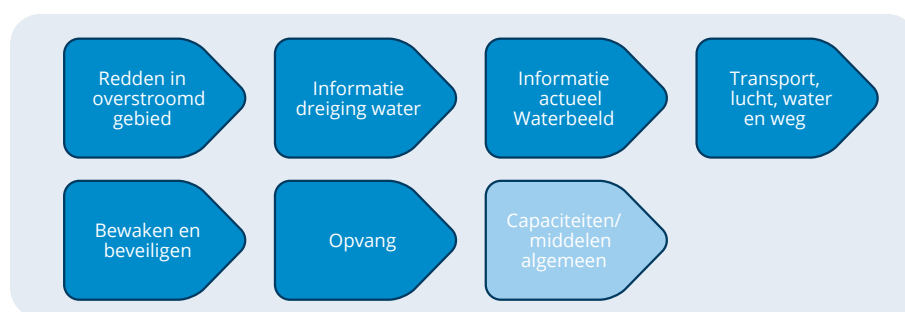 Redden in
overstroomd
gebied
Informatie
dreiging water
Informatie
actueel
Waterbeeld
Transport,
lucht, water
en weg
Bewaken en
beveiligen
Opvang
Capaciteiten/
middelen
algemeen